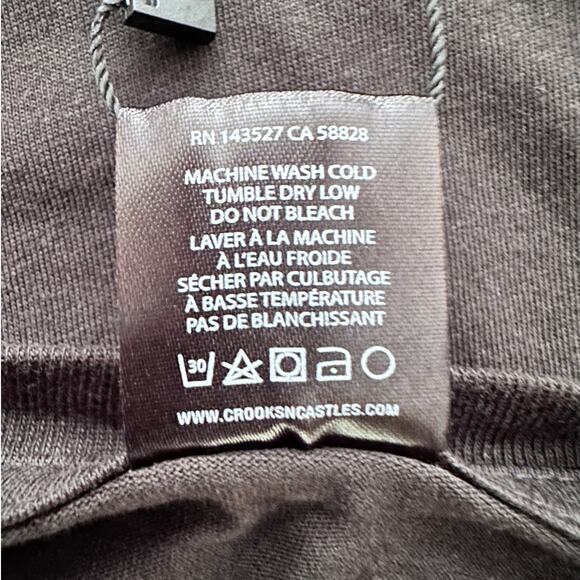 RN 143527 CA 58828
MACHINE WASH COLD
TUMBLE DRY LOW
DO NOT BLEACH
LAVER À LA MACHINE
À L'EAU FROIDE
SÉCHER PAR CULBUTAGE
À BASSE TEMPÉRATURE
PAS DE BLANCHISSANT
30
WWW.CROOKSNCASTLES.COM